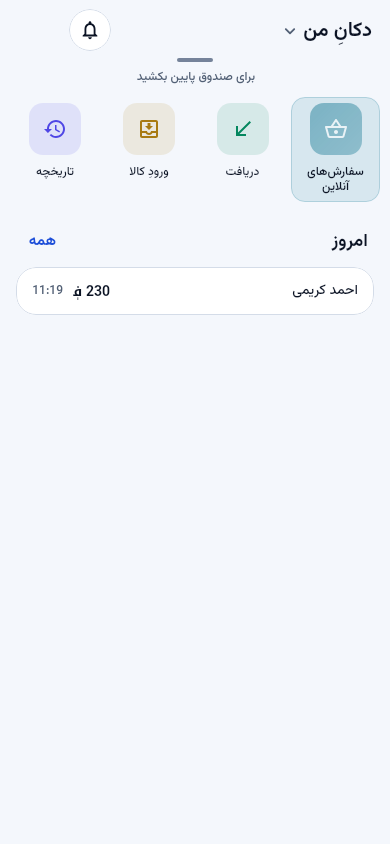 دکانِ من
برای صندوق پایین بکشید
سفارش‌های
آنلاین
دریافت
ورودِ کالا
تاریخچه
امروز
همه
احمد کریمی
230 ؋
11:19